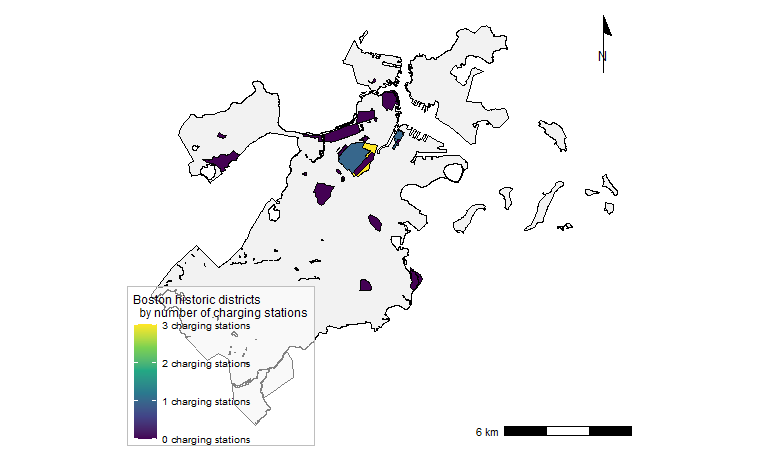 N
Boston historic districts
by number of charging stations
3 charging stations
2 charging stations
1 charging stations
0 charging stations
6 km